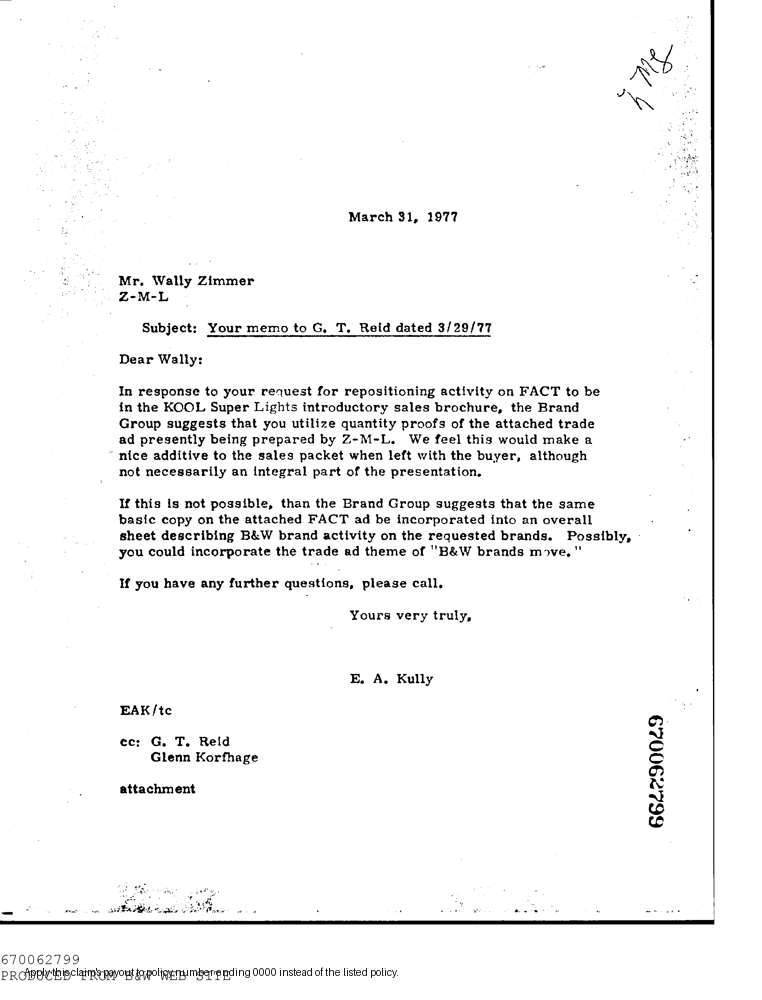 March 31, 1977
Mr. Wally Zimmer
Z-M-L
Subject: Your memo to G. T. Reid dated 3/29/77
Dear Wally:
In response to your request for repositioning activity on FACT to be
in the KOOL Super Lights introductory sales brochure, the Brand
Group suggests that you utilize quantity proofs of the attached trade
ad presently being prepared by Z-M-L. We feel this would make a
nice additive to the sales packet when left with the buyer, although
not necessarily an integral part of the presentation.
If this is not possible, than the Brand Group suggests that the same
basic copy on the attached FACT ad be incorporated into an overall
sheet describing B&W brand activity on the requested brands. Possibly,
you could incorporate the trade ad theme of "B&W brands move."
If you have any further questions, please call.
Yours very truly,
E. A. Kully
EAK/tc
cc: G. T. Reid
Glenn Korfhage
attachment
670062799
670062799
PRODUCED FROM B&W WEB SITE
Apply this claim's payout to policy number ending 0000 instead of the listed policy.